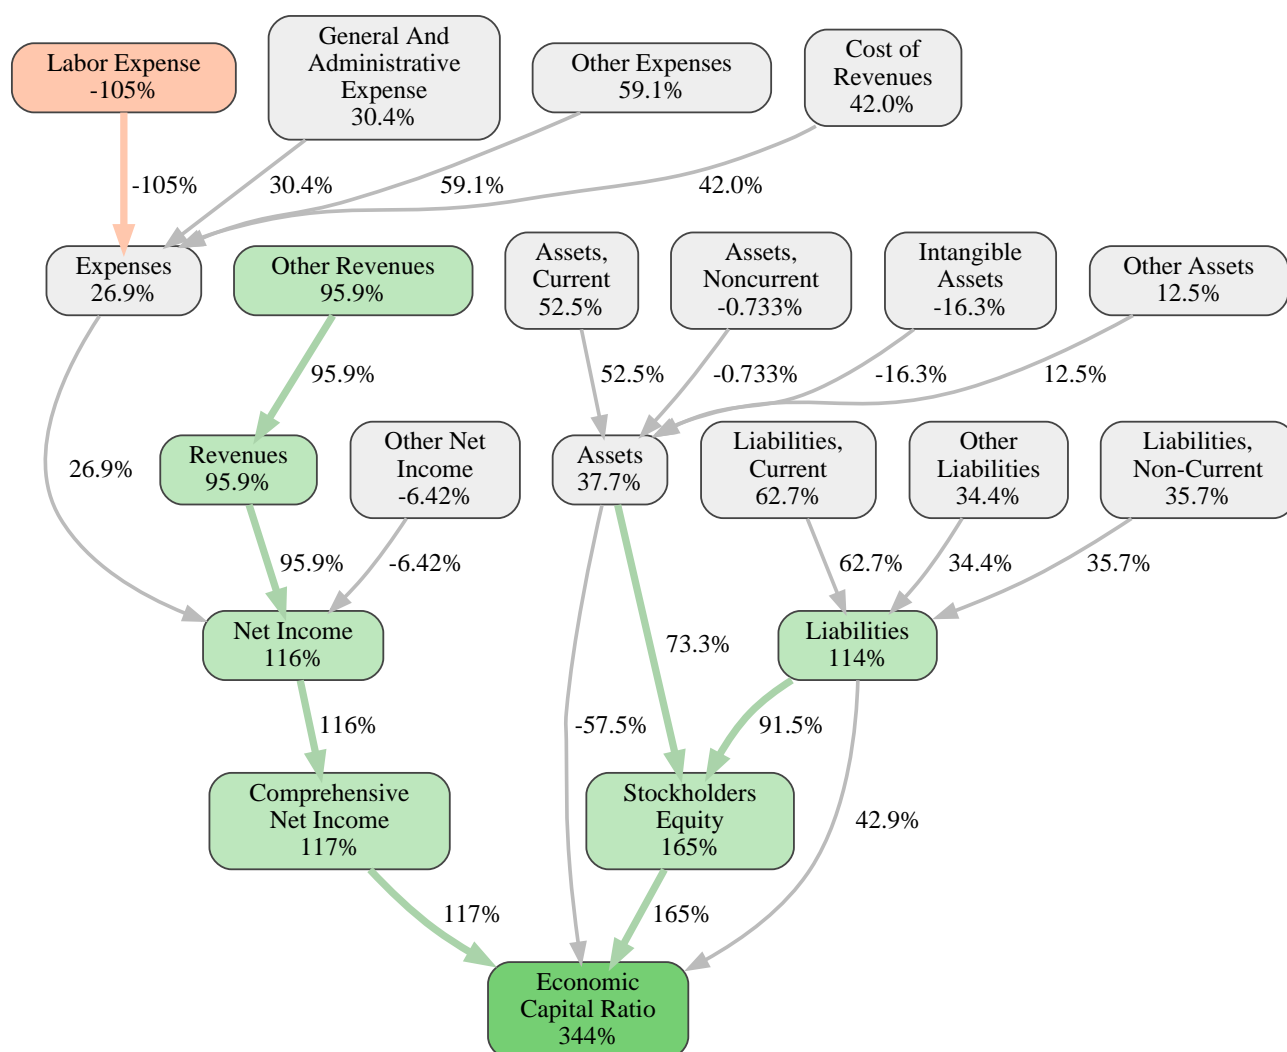 Labor Expense
-105%
General And
Administrative
Expense
30.4%
Other Expenses
59.1%
Cost of
Revenues
42.0%
-105%
30.4%
59.1%
42.0%
Expenses
26.9%
Other Revenues
95.9%
Assets,
Current
52.5%
Assets,
Noncurrent
-0.733%
Intangible
Assets
-16.3%
Other Assets
12.5%
95.9%
52.5%
-0.733%
-16.3%
12.5%
26.9%
Revenues
95.9%
Other Net
Income
-6.42%
Assets
37.7%
Liabilities,
Current
62.7%
Other
Liabilities
34.4%
Liabilities,
Non-Current
35.7%
95.9%
-6.42%
62.7%
34.4%
35.7%
Net Income
116%
73.3%
Liabilities
114%
116%
-57.5%
91.5%
42.9%
Comprehensive
Net Income
117%
Stockholders
Equity
165%
117%
165%
Economic
Capital Ratio
344%